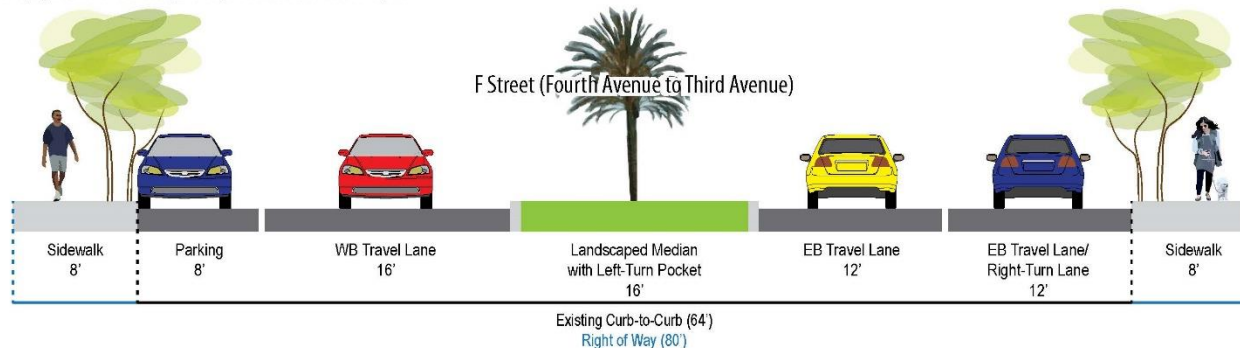 F Street (Fourth Avenue to Third Avenue)
Sidewalk
8'
Parking
8'
WB Travel Lane
16'
Landscaped Median
with Left-Turn Pocket
16'
EB Travel Lane
12'
EB Travel Lane/
Right-Turn Lane
12'
Sidewalk
8'
Existing Curb-to-Curb (64')
Right of Way (80')